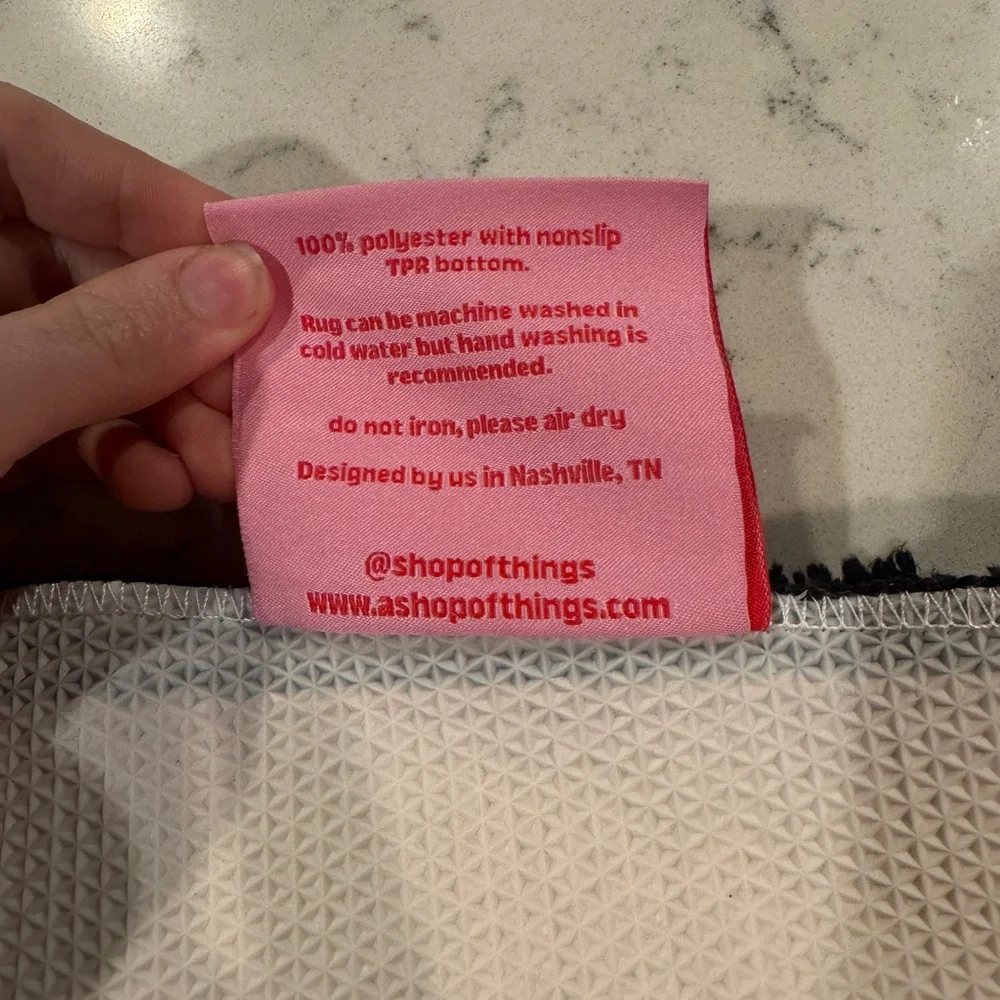 100% polyester with nonslip
TPR bottom.
Rug can be machine washed in
cold water but hand washing is
recommended.
do not iron, please air dry
Designed by us in Nashville, TN
@shopofthings
www.ashopofthings.com